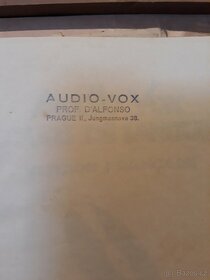 AUDIO-VOX
PROF. D'ALFONSO
PRAGUE II., Jungmannova 38.